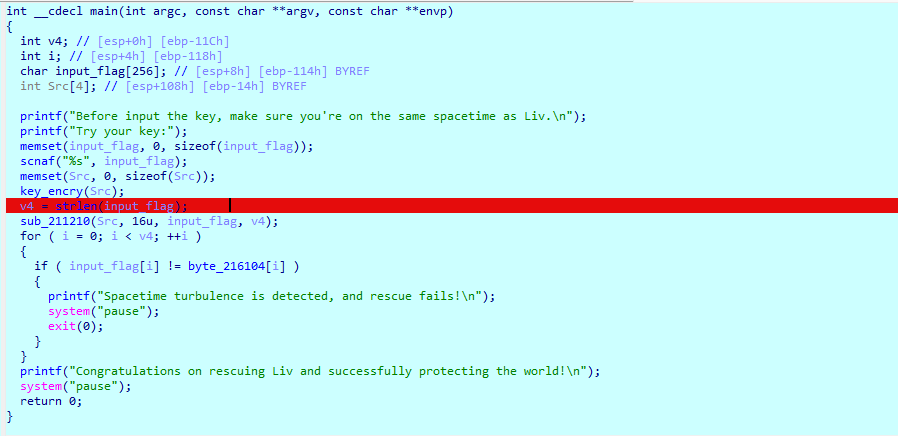 int __cdecl main(int argc, const char **argv, const char **envp)
{
int v4; // [esp+0h] [ebp-11Ch]
int i; // [esp+4h] [ebp-118h]
char input_flag[256]; // [esp+8h] [ebp-114h] BYREF
int Src[4]; // [esp+108h] [ebp-14h] BYREF
printf("Before input the key, make sure you're on the same spacetime as Liv.\n");
printf("Try your key:");
memset(input_flag, 0, sizeof(input_flag));
scnaf("%s", input_flag);
memset(Src, 0, sizeof(Src));
key_encry(Src);
v4 = strlen(input_flag);
sub_211210(Src, 16u, input_flag, v4);
for ( i = 0; i < v4; ++i )
{
if ( input_flag[i] != byte_216104[i] )
{
printf("Spacetime turbulence is detected, and rescue fails!\n");
system("pause");
exit(0);
}
}
printf("Congratulations on rescuing Liv and successfully protecting the world!\n");
system("pause");
return 0;
}